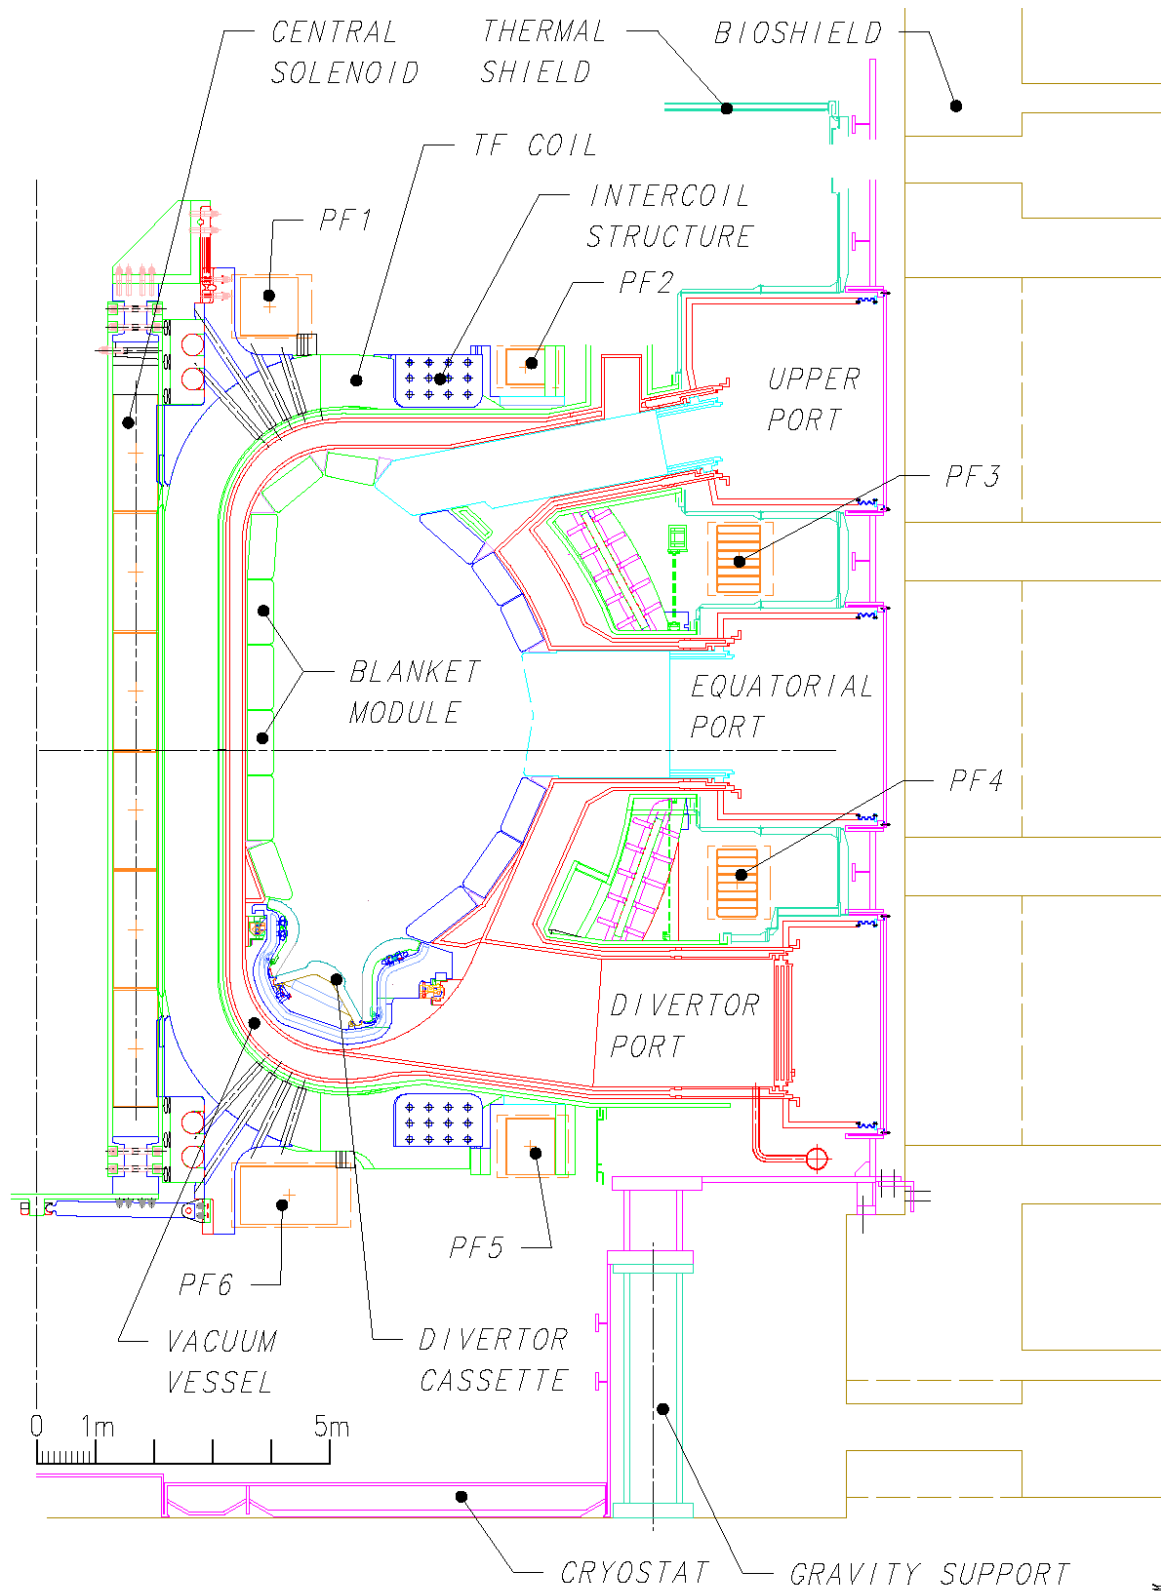 CENTRAL
SOLENOID
THERMAL
SHIELD
BIOSHIELD
TF COIL
INTERCOIL
STRUCTURE
PF1
PF2
UPPER
PORT
PF3
BLANKET
MODULE
EQUATORIAL
PORT
PF4
DIVERTOR
PORT
PF5
PF6
VACUUM
VESSEL
DIVERTOR
CASSETTE
0 1m 5m
CRYOSTAT
GRAVITY SUPPORT